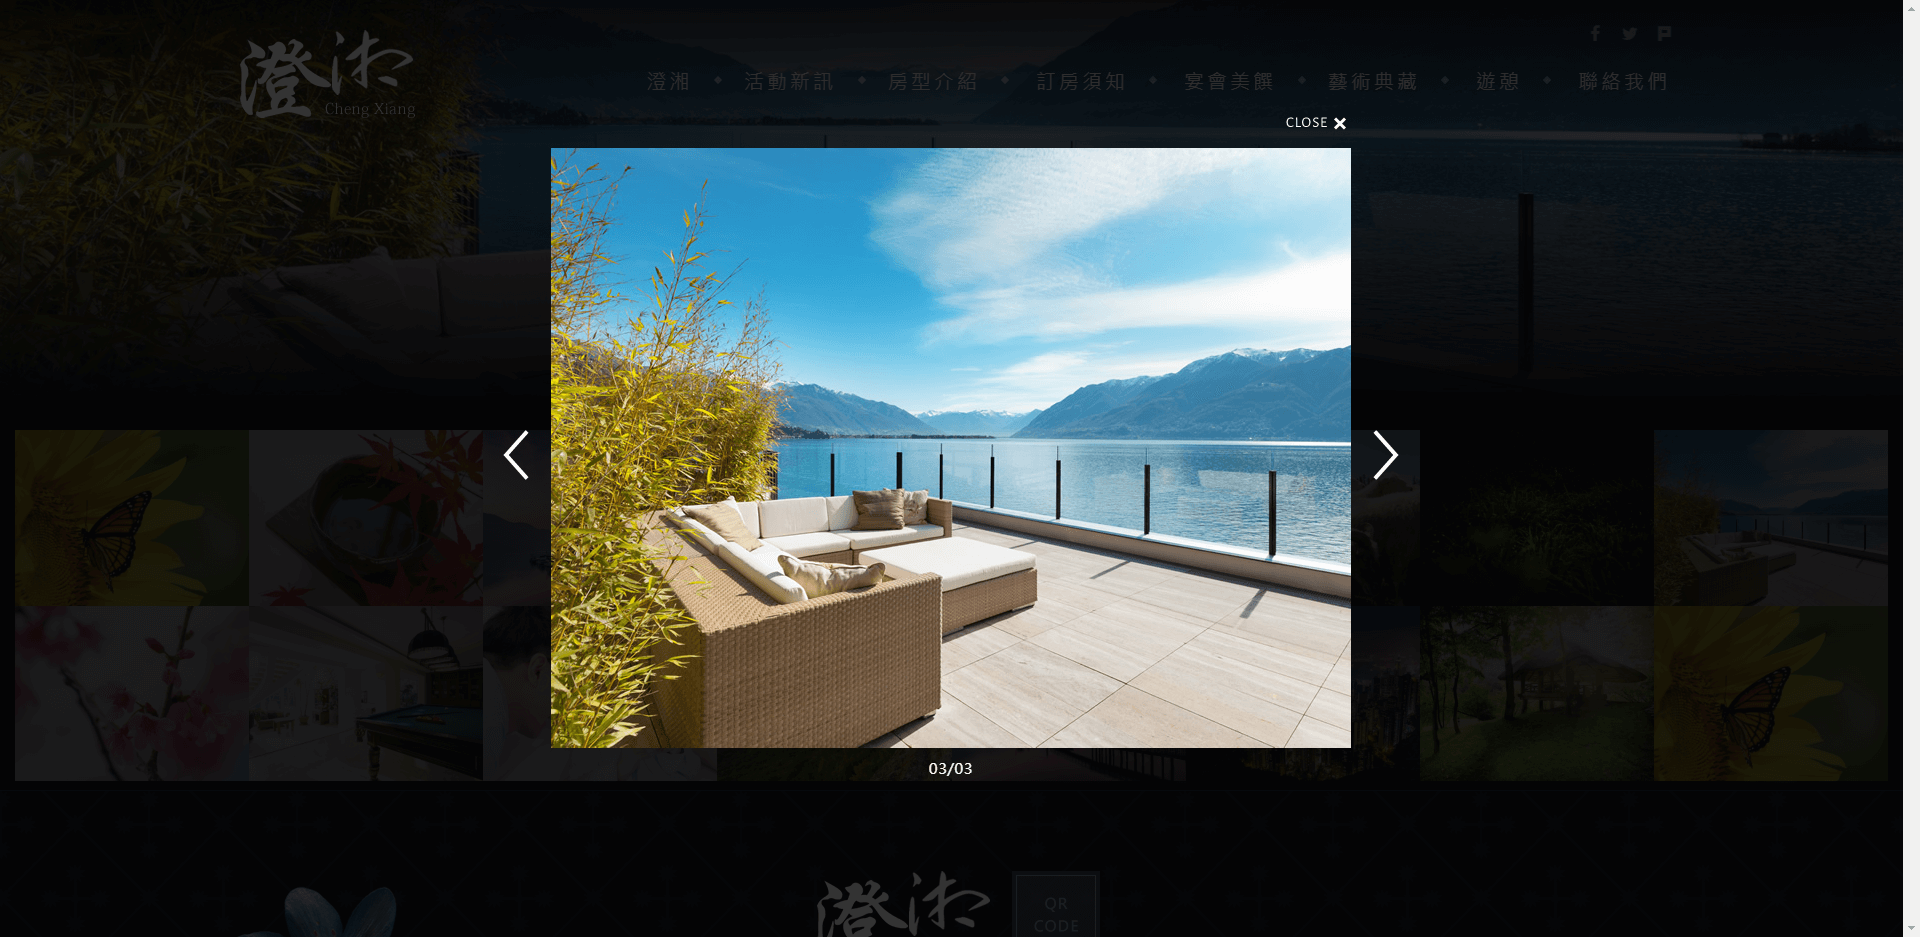 澄湘
Cheng Xiang
澄湘
活動新訊
房型介紹
訂房須知
宴會美饌
藝術典藏
遊憩
聯絡我們
CLOSE
03/03
澄湘
QR
CODE